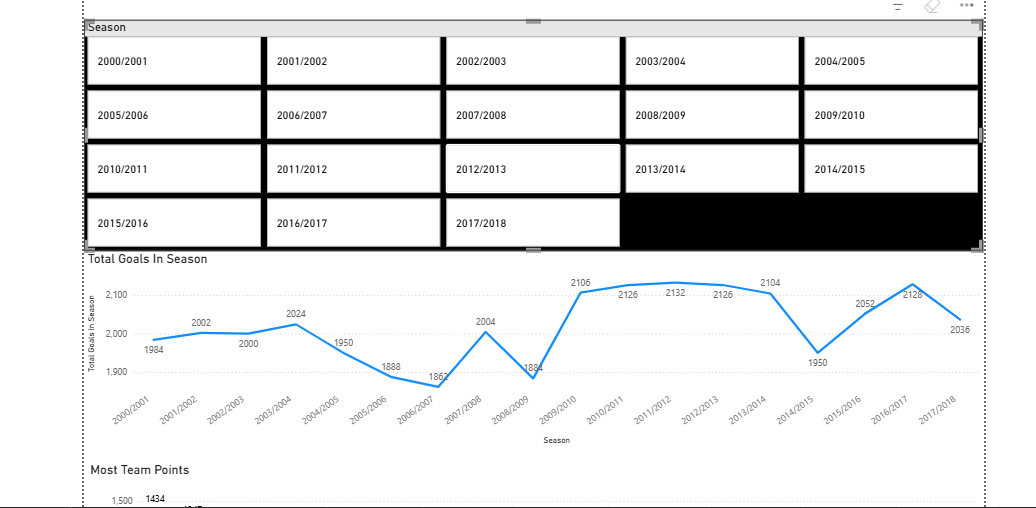 Season
2000/2001 2001/2002 2002/2003 2003/2004 2004/2005
2005/2006 2006/2007 2007/2008 2008/2009 2009/2010
2010/2011 2011/2012 2012/2013 2013/2014 2014/2015
2015/2016 2016/2017 2017/2018
Total Goals In Season
Total Goals In Season
2,100
2,000
1,900
1984 2002 2000 2024 1950 1888 1862 2004 1884 2106 2126 2132 2126 2104 1950 2052 2128 2036
2000/2001 2001/2002 2002/2003 2003/2004 2004/2005 2005/2006 2006/2007 2007/2008 2008/2009 2009/2010 2010/2011 2011/2012 2012/2013 2013/2014 2014/2015 2015/2016 2016/2017 2017/2018
Season
Most Team Points
1,500 1434